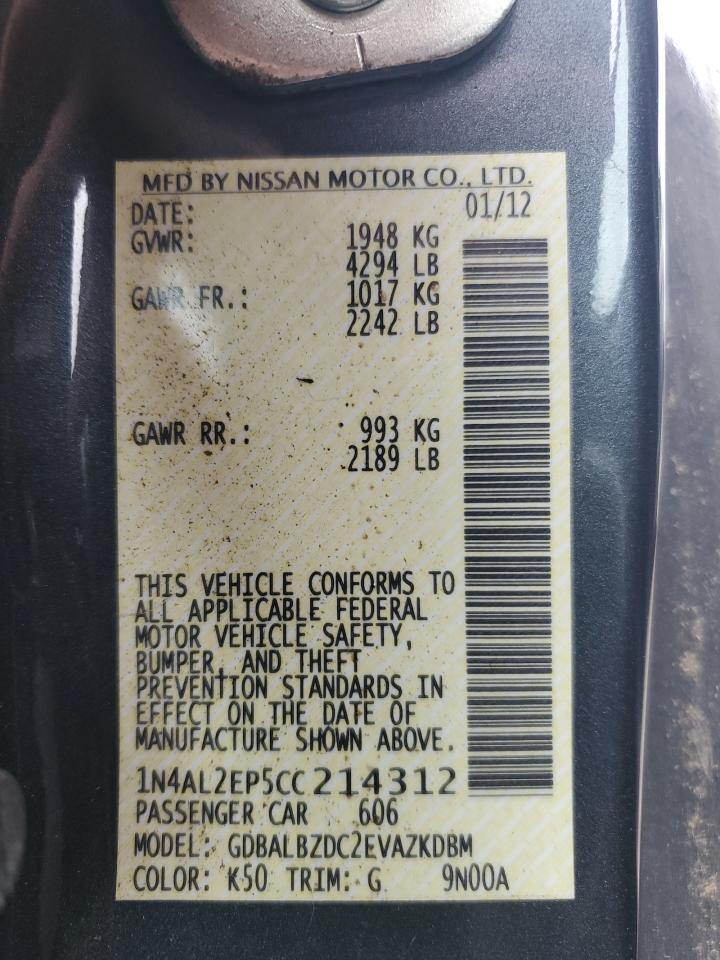 MFD BY NISSAN MOTOR CO., LTD.
DATE: 01/12
GVWR: 1948 KG
4294 LB
GAWR FR.: 1017 KG
2242 LB
GAWR RR.: 993 KG
2189 LB
THIS VEHICLE CONFORMS TO
ALL APPLICABLE FEDERAL
MOTOR VEHICLE SAFETY,
BUMPER, AND THEFT
PREVENTION STANDARDS IN
EFFECT ON THE DATE OF
MANUFACTURE SHOWN ABOVE.
1N4AL2EP5CC214312
PASSENGER CAR 606
MODEL: GDBALBZDC2EVAZKDBM
COLOR: K50 TRIM: G 9N00A